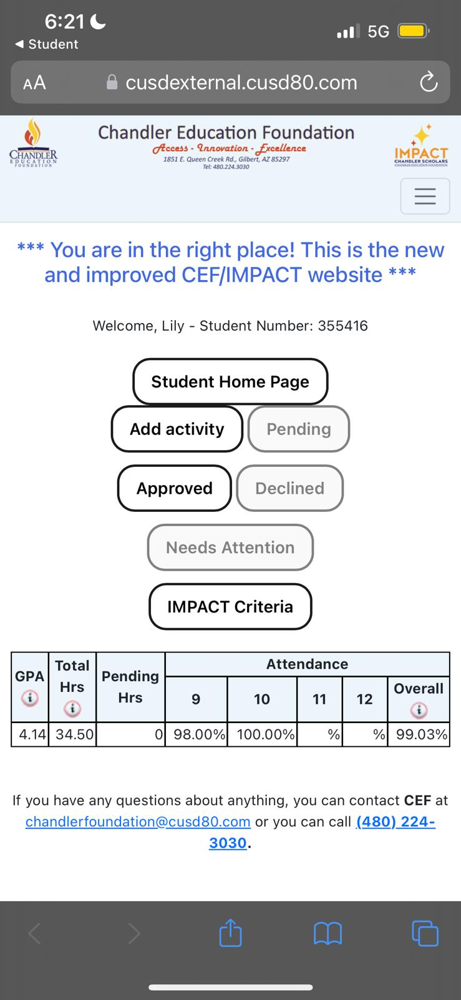 6:21
5G
◀ Student
AA
cusdexternal.cusd80.com
CHANDLER
EDUCATION
FOUNDATION
Chandler Education Foundation
Access - Innovation - Excellence
1851 E. Queen Creek Rd., Gilbert, AZ 85297
Tel: 480.224.3030
IMPACT
CHANDLER SCHOLARS
CHANDLER EDUCATION FOUNDATION
*** You are in the right place! This is the new
and improved CEF/IMPACT website ***
Welcome, Lily - Student Number: 355416
Student Home Page
Add activity
Pending
Approved
Declined
Needs Attention
IMPACT Criteria
GPA
Total
Hrs
Pending
Hrs
Attendance
9
10
11
12
Overall
4.14 34.50 0 98.00% 100.00% % % 99.03%
If you have any questions about anything, you can contact CEF at
chandlerfoundation@cusd80.com or you can call (480) 224-
3030.